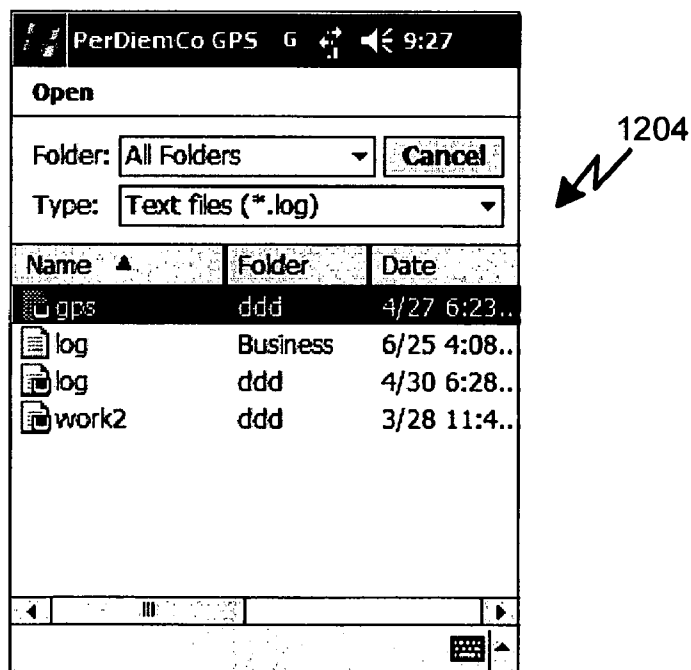 PerDiemCo GPS G 9:27
Open
1204
Folder: All Folders Cancel
Type: Text files (*.log)
Name Folder Date
gps ddd 4/27 6:23..
log Business 6/25 4:08..
log ddd 4/30 6:28..
work2 ddd 3/28 11:4..